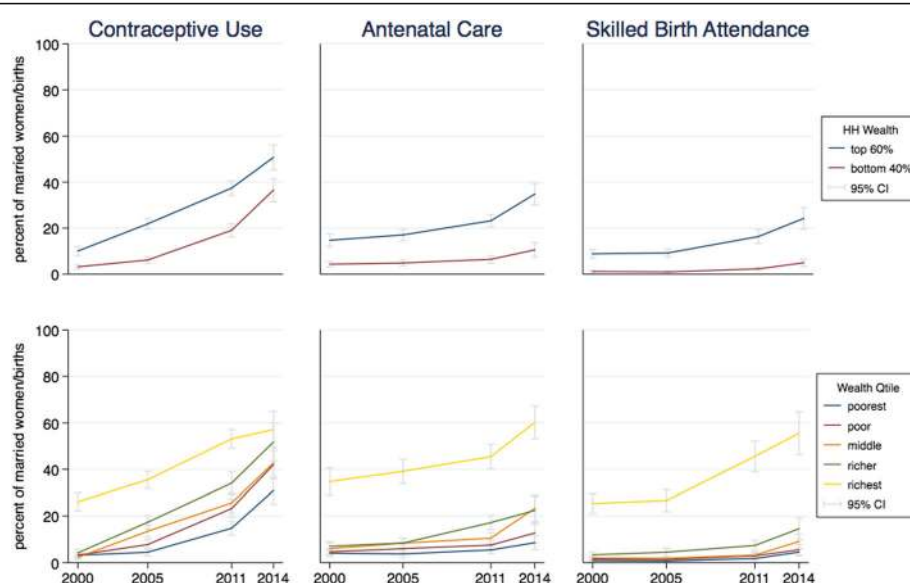 Contraceptive Use Antenatal Care Skilled Birth Attendance
percent of married women/births
100
80
60
40
20
0
HH Wealth
top 60%
bottom 40%
95% CI
percent of married women/births
100
80
60
40
20
0
Wealth Qtile
poorest
poor
middle
richer
richest
95% CI
2000 2005 2011 2014 2000 2005 2011 2014 2000 2005 2011 2014